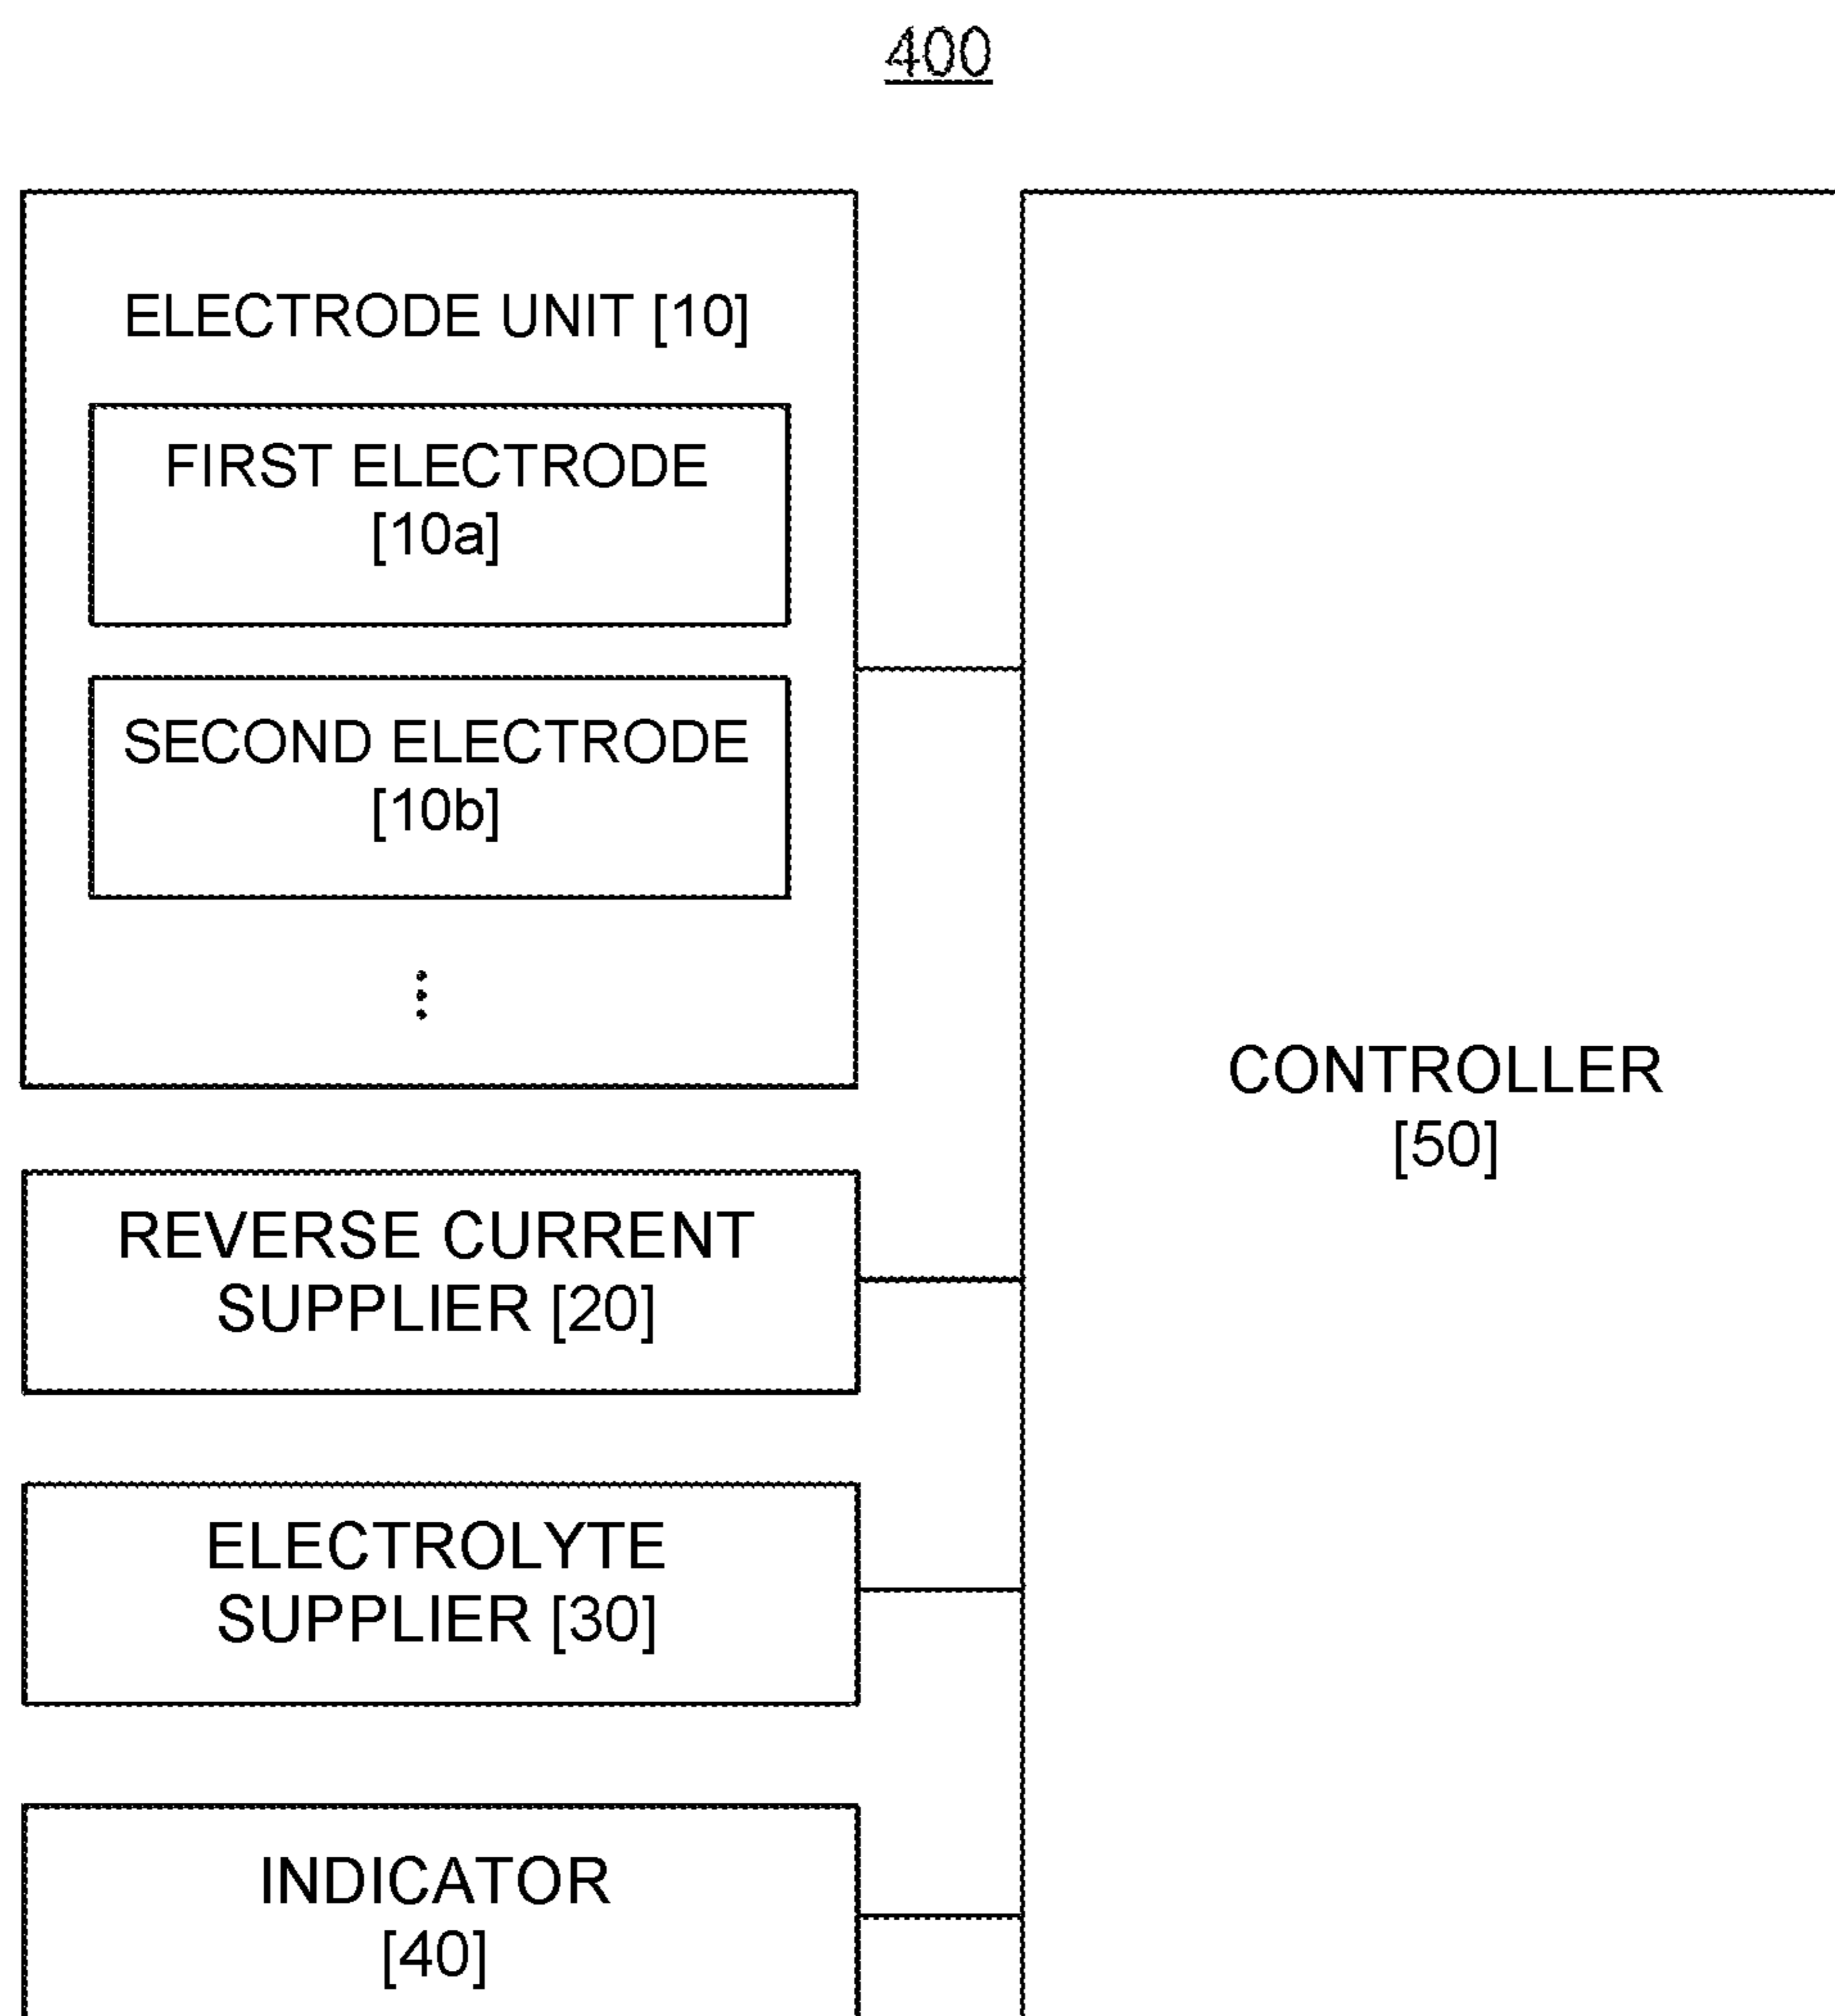 400
ELECTRODE UNIT [10]
FIRST ELECTRODE
[10a]
SECOND ELECTRODE
[10b]
REVERSE CURRENT
SUPPLIER [20]
ELECTROLYTE
SUPPLIER [30]
INDICATOR
[40]
CONTROLLER
[50]